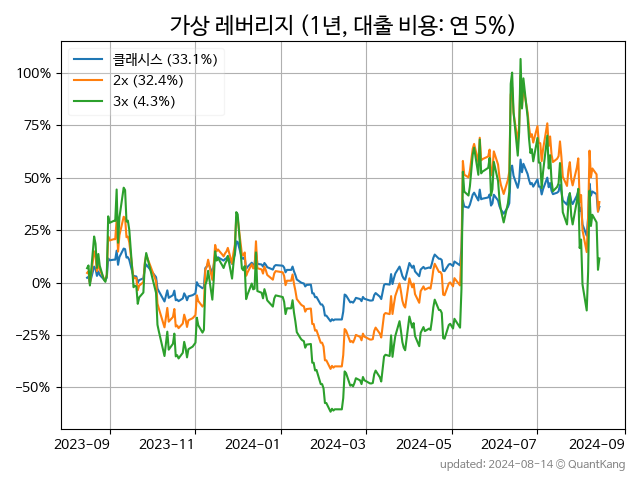 가상 레버리지 (1년, 대출 비용: 연 5%)
클래시스 (33.1%)
2x (32.4%)
3x (4.3%)
100%
75%
50%
25%
0%
−25%
−50%
2023-09 2023-11 2024-01 2024-03 2024-05 2024-07 2024-09
updated: 2024-08-14 © QuantKang